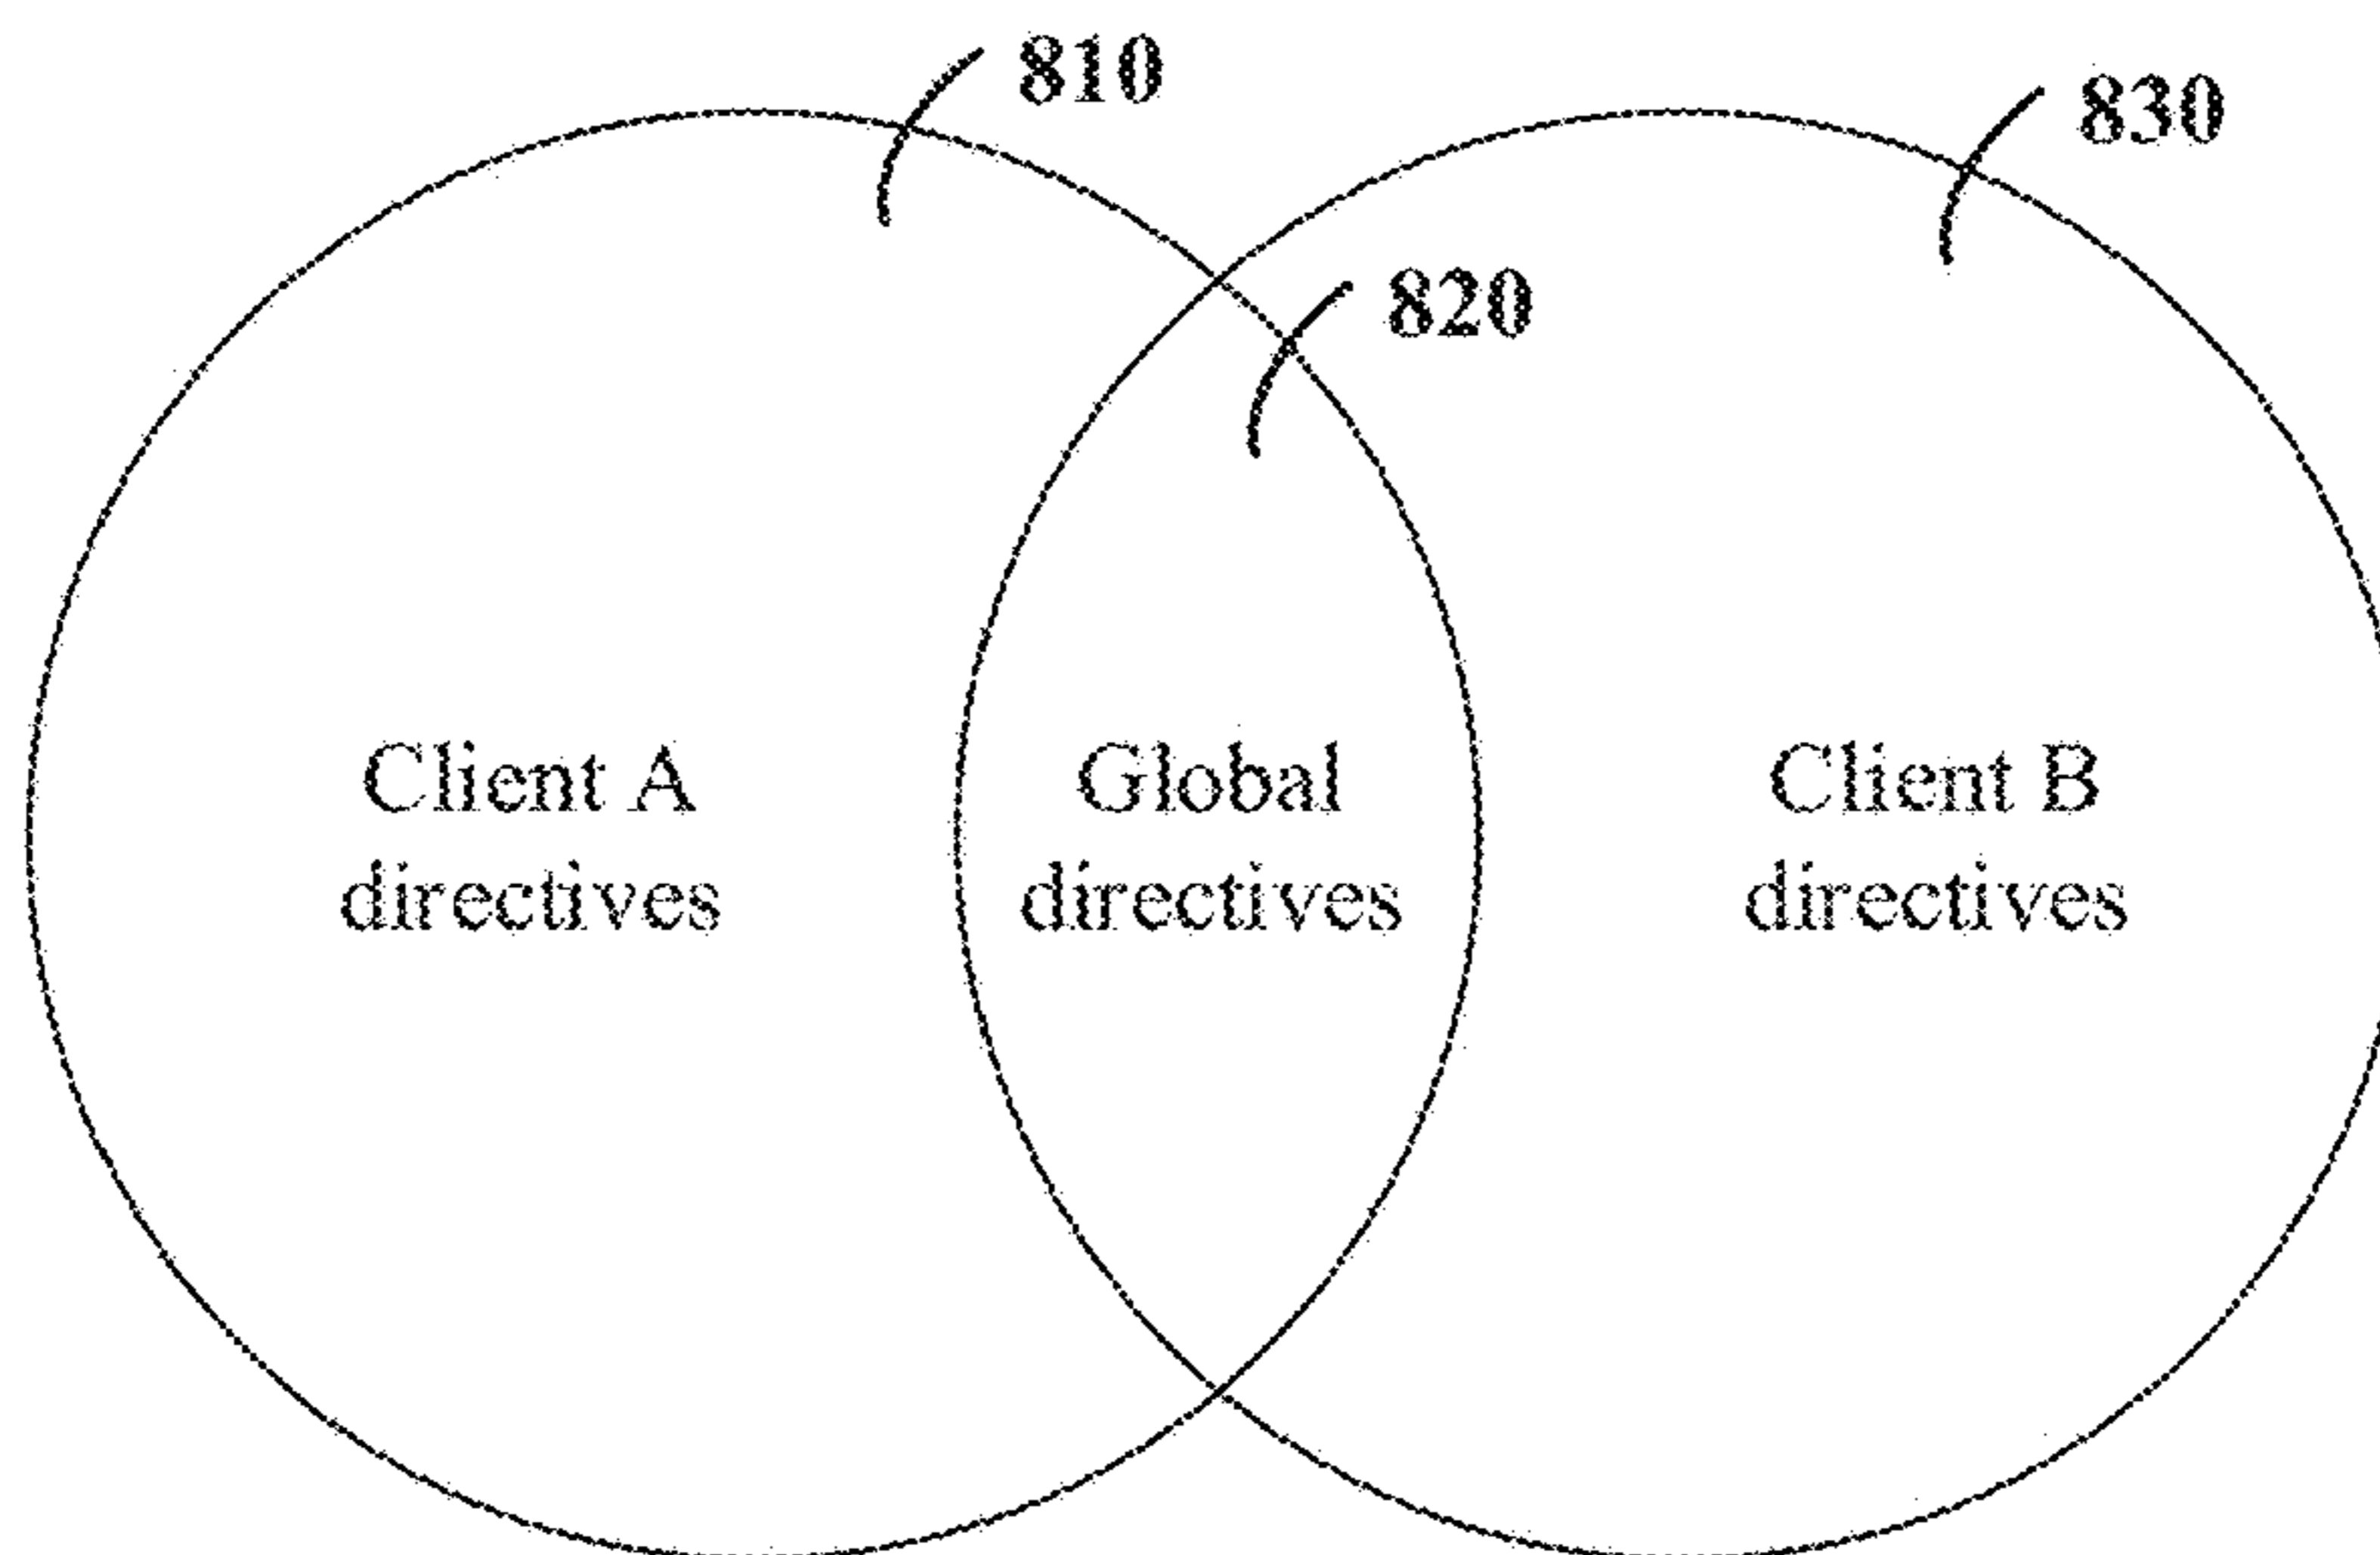 810
830
820
Client A
directives
Global
directives
Client B
directives